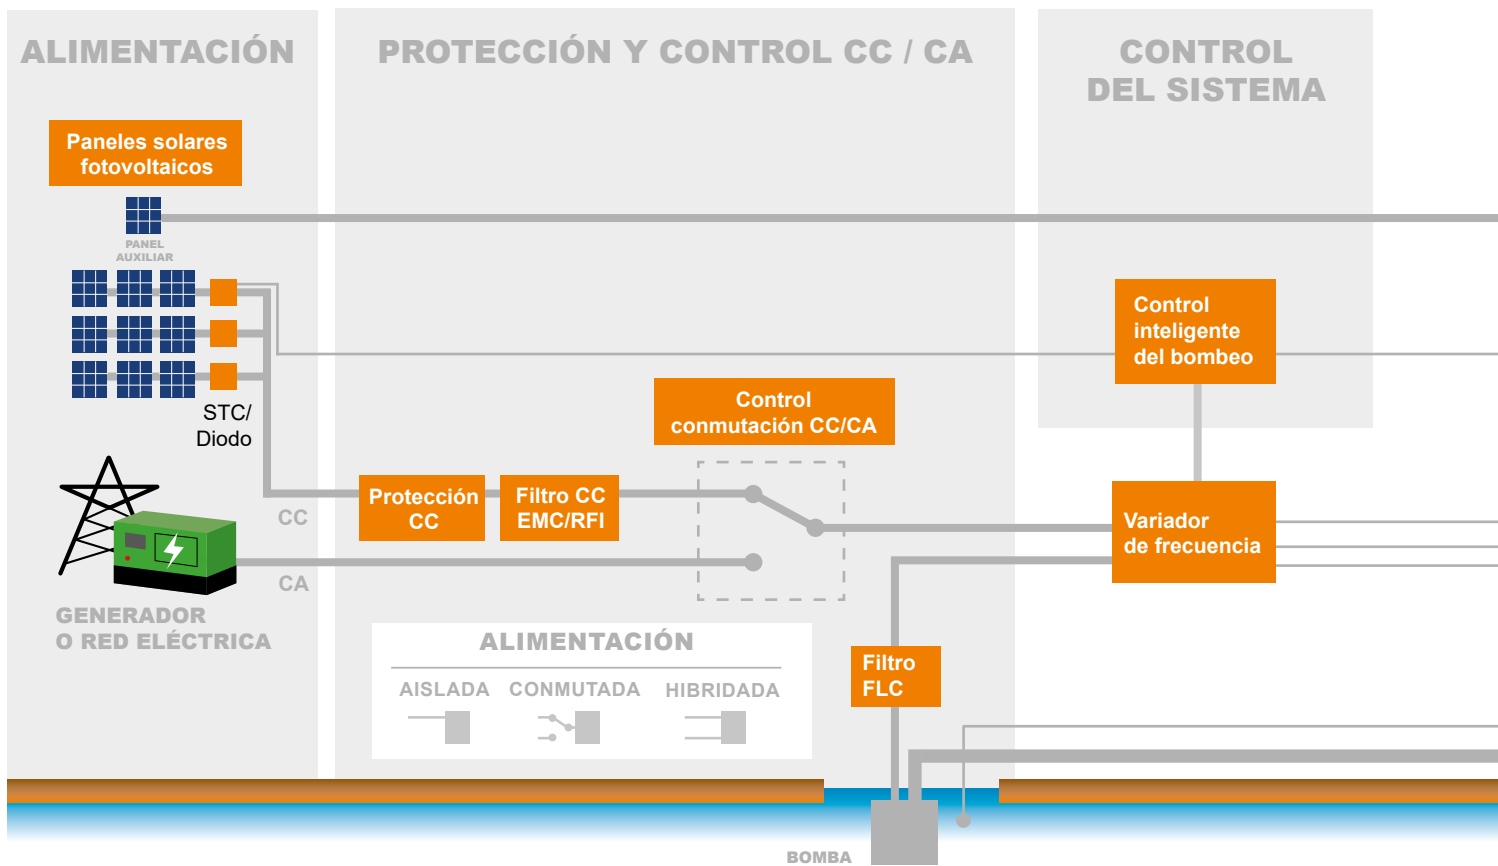 ALIMENTACIÓN
PROTECCIÓN Y CONTROL CC / CA
CONTROL
DEL SISTEMA
Paneles solares
fotovoltaicos
PANEL
AUXILIAR
STC/
Diodo
Control
inteligente
del bombeo
Control
conmutación CC/CA
Protección
CC
Filtro CC
EMC/RFI
Variador
de frecuencia
CC
CA
GENERADOR
O RED ELÉCTRICA
ALIMENTACIÓN
AISLADA
CONMUTADA
HIBRIDADA
Filtro
FLC
BOMBA